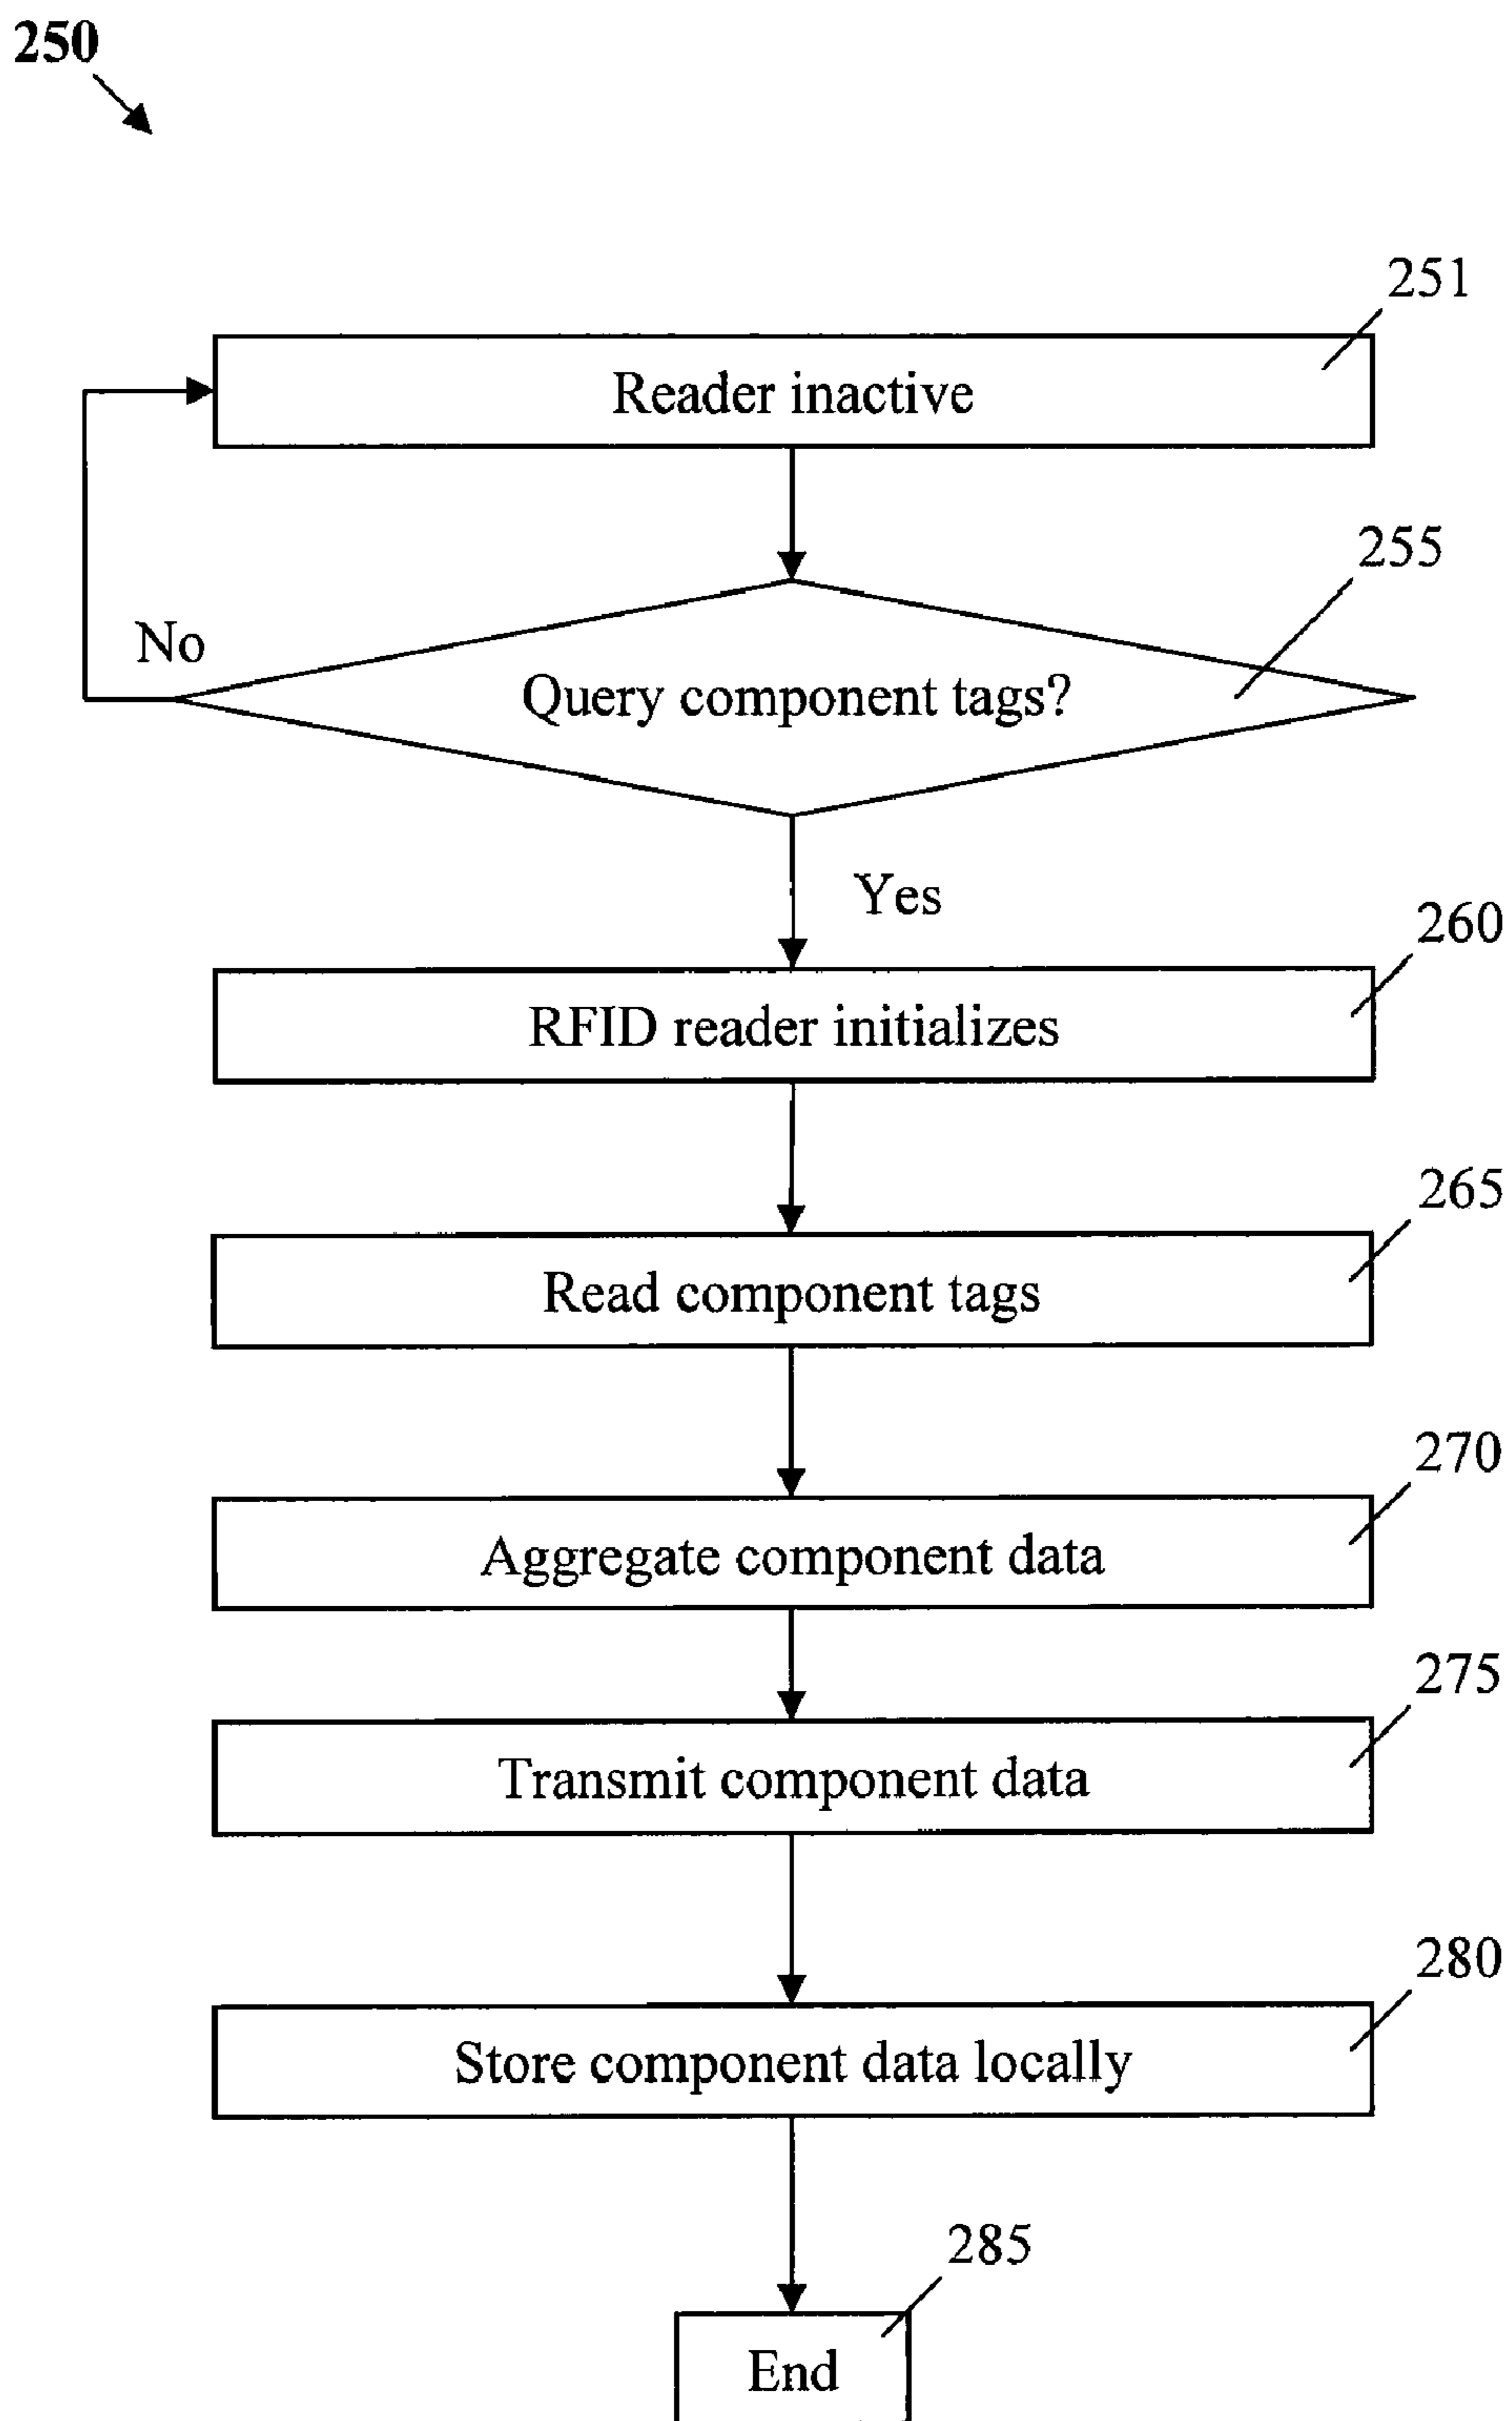 250
251
Reader inactive
255
No
Query component tags?
Yes
260
RFID reader initializes
265
Read component tags
270
Aggregate component data
275
Transmit component data
280
Store component data locally
285
End